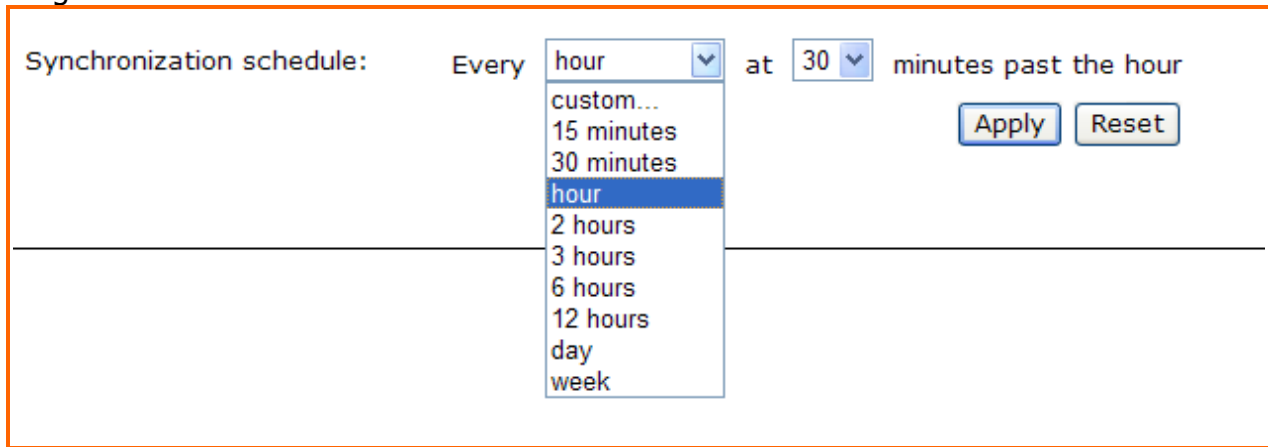 Synchronization schedule: Every hour at 30 minutes past the hour
custom...
15 minutes
30 minutes
hour
2 hours
3 hours
6 hours
12 hours
day
week
Apply Reset